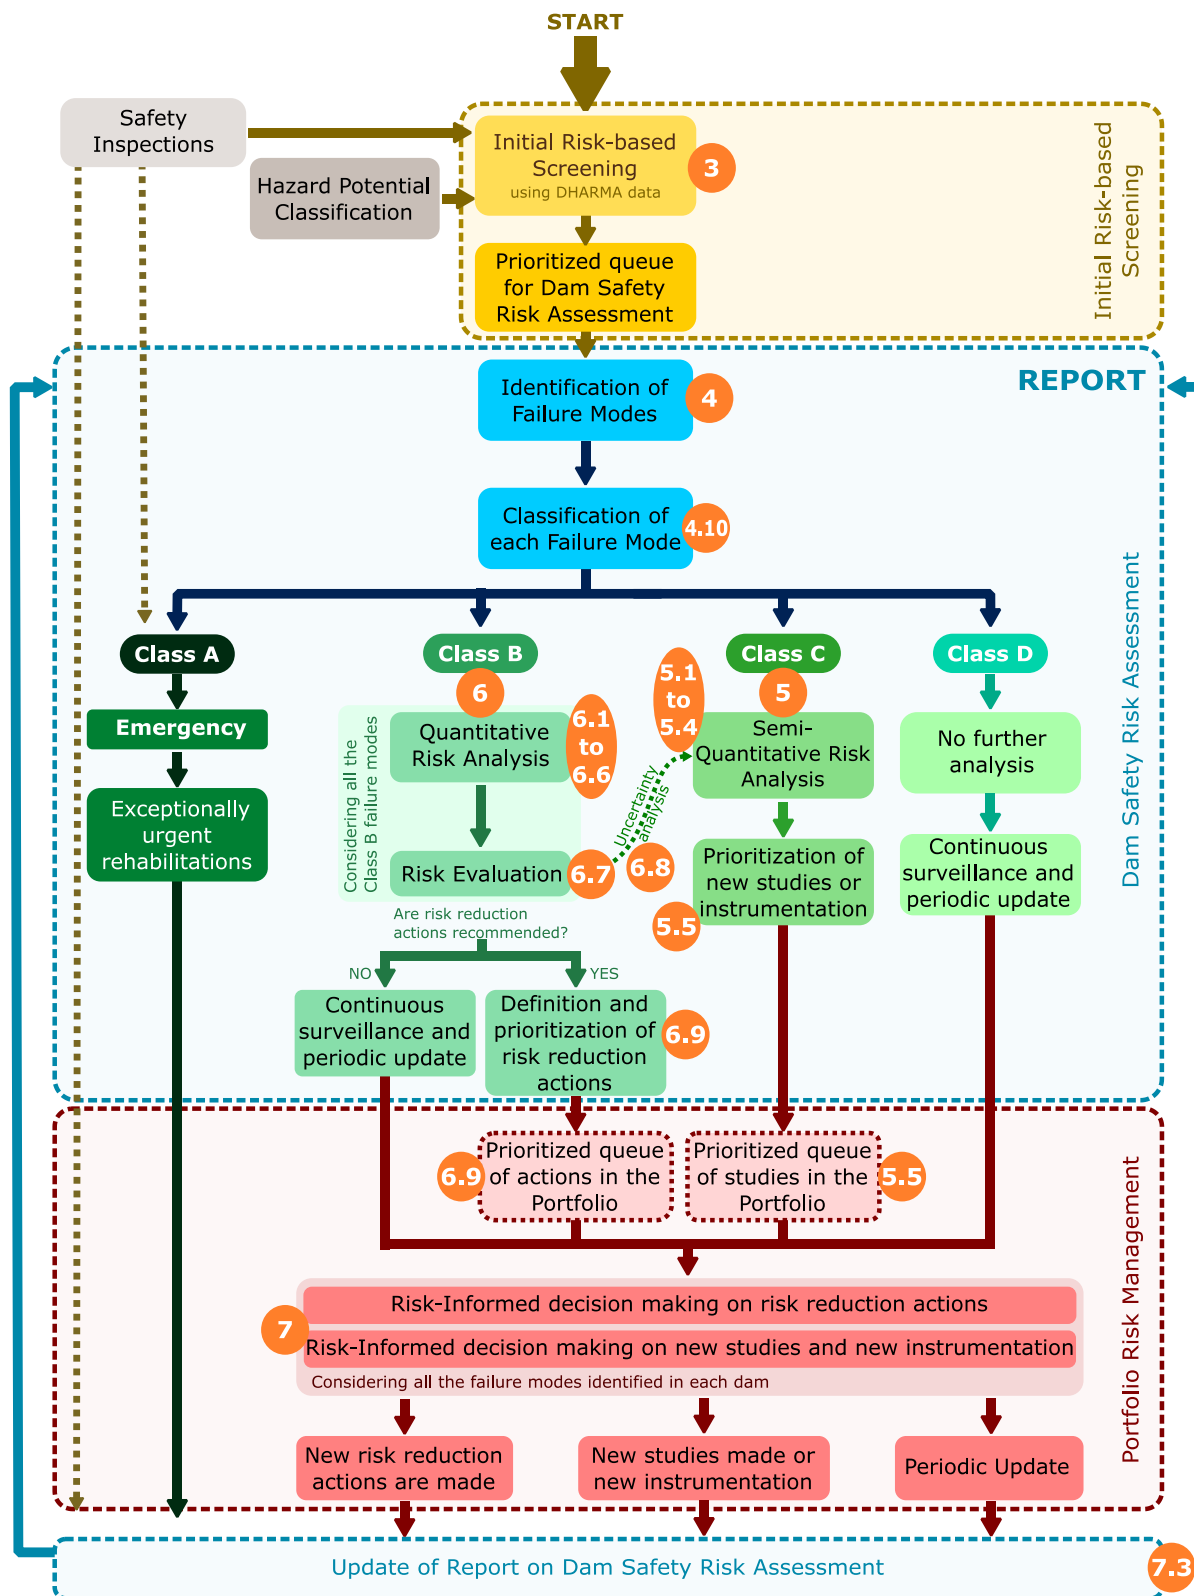 START
Safety
Inspections
Initial Risk-based
Screening
using DHARMA data
3
Hazard Potential
Classification
Initial Risk-based
Screening
Prioritized queue
for Dam Safety
Risk Assessment
REPORT
Identification of
Failure Modes
4
Classification of
each Failure Mode
4.10
Dam Safety Risk Assessment
Class A
Class B
Class C
Class D
Emergency
Exceptionally
urgent
rehabilitations
6
Considering all the
Class B failure modes
Quantitative
Risk Analysis
6.1
to
6.6
Risk Evaluation
6.7
Uncertainty
analysis
6.8
5.1
to
5.4
5
Semi-
Quantitative Risk
Analysis
Prioritization of
new studies or
instrumentation
5.5
No further
analysis
Continuous
surveillance and
periodic update
Are risk reduction
actions recommended?
NO
YES
Continuous
surveillance and
periodic update
Definition and
prioritization of
risk reduction
actions
6.9
Portfolio Risk Management
6.9
Prioritized queue
of actions in the
Portfolio
Prioritized queue
of studies in the
Portfolio
5.5
7
Risk-Informed decision making on risk reduction actions
Risk-Informed decision making on new studies and new instrumentation
Considering all the failure modes identified in each dam
New risk reduction
actions are made
New studies made or
new instrumentation
Periodic Update
Update of Report on Dam Safety Risk Assessment
7.3